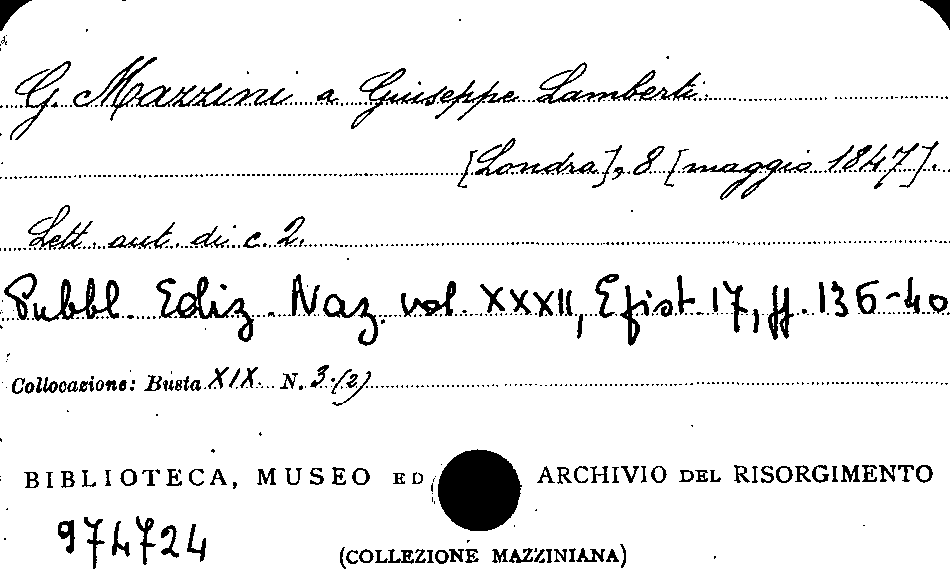 G. Mazzini a Giuseppe Lamberti.
[Londra], 8 [maggio 1847].
Lett. aut. di c. 2.
Pubbl. Ediz. Naz. vol. XXXII, Epist. 17, pp. 136-40
Collocazione: Busta XIX N. 3.(2)
BIBLIOTECA, MUSEO ED ARCHIVIO DEL RISORGIMENTO
974724
(COLLEZIONE MAZZINIANA)